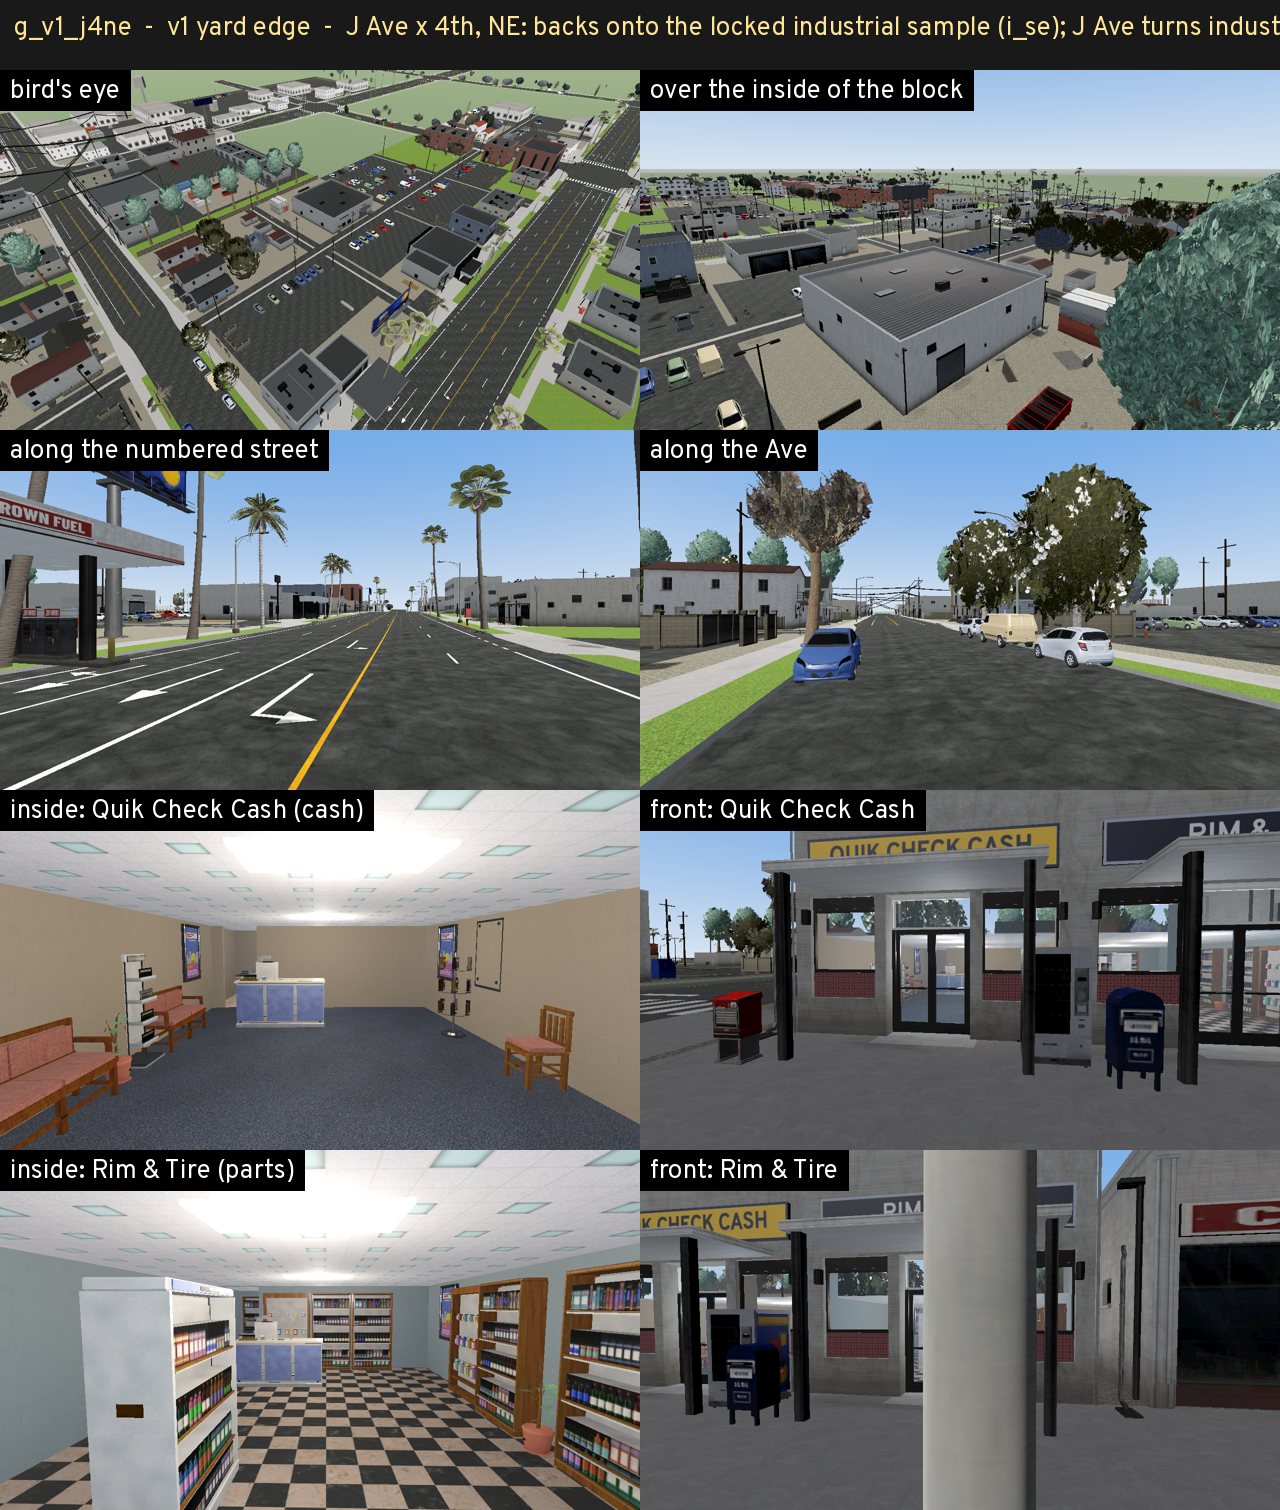 g_v1_j4ne - v1 yard edge - J Ave x 4th, NE: backs onto the locked industrial sample (i_se); J Ave turns indust
bird's eye
over the inside of the block
along the numbered street
along the Ave
ROWN FUEL
inside: Quik Check Cash (cash)
front: Quik Check Cash
QUIK CHECK CASH
RIM &
inside: Rim & Tire (parts)
front: Rim & Tire
K CHECK CASH
RIM
C